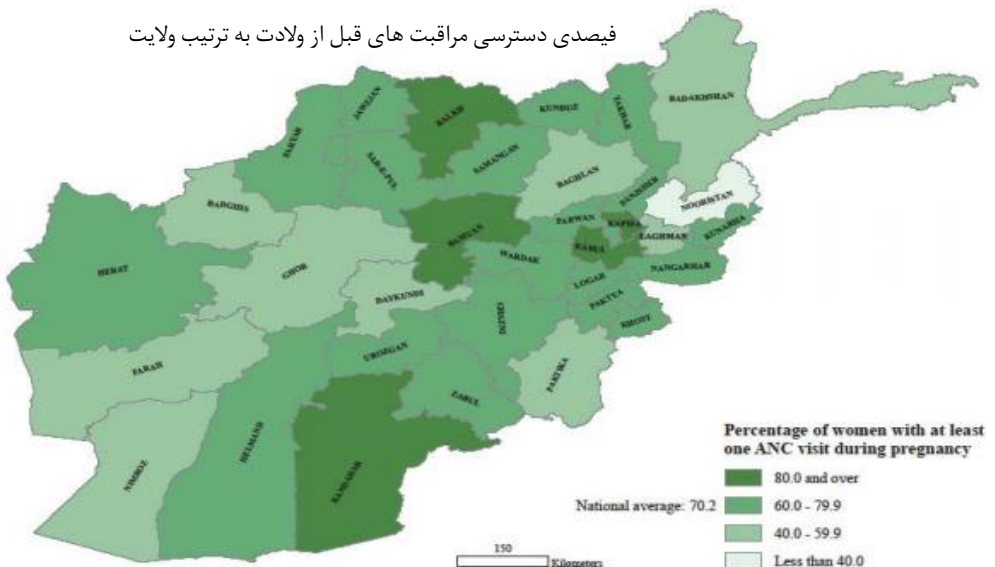 فیصدی دسترسی مراقبت های قبل از ولادت به ترتیب ولایت
BADAKHSHAN
JAWZJAN
BALKH
KUNDUZ
TAKHAR
FARYAB
SAR-E-PUL
SAMANGAN
BAGHLAN
PANJSHER
NOORISTAN
BADGHIS
BAMYAN
PARWAN
KAPISA
LAGHMAN
KUNARHA
HERAT
GHOR
WARDAK
KABUL
NANGARHAR
LOGAR
DAYKUNDI
PAKTYA
KHOST
GHAZNI
UROZGAN
FARAH
PAKTIKA
ZABUL
HELMAND
NIMROZ
KANDAHAR
Percentage of women with at least
one ANC visit during pregnancy
80.0 and over
National average: 70.2
60.0 - 79.9
40.0 - 59.9
Less than 40.0
150
Kilometers